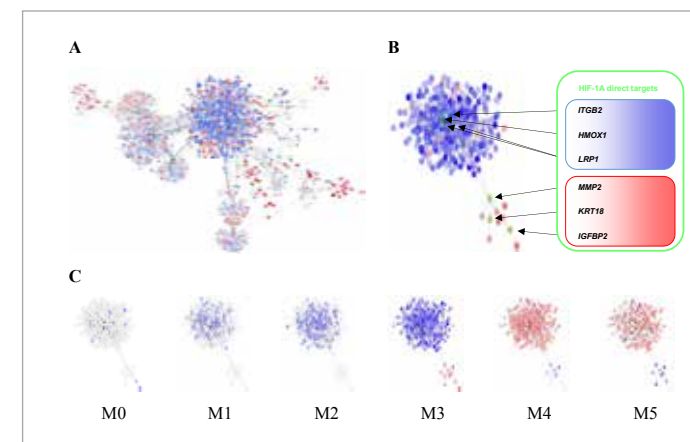 A
B
HIF-1A direct targets
ITGB2
HMOX1
LRP1
MMP2
KRT18
IGFBP2
C
M0 M1 M2 M3 M4 M5